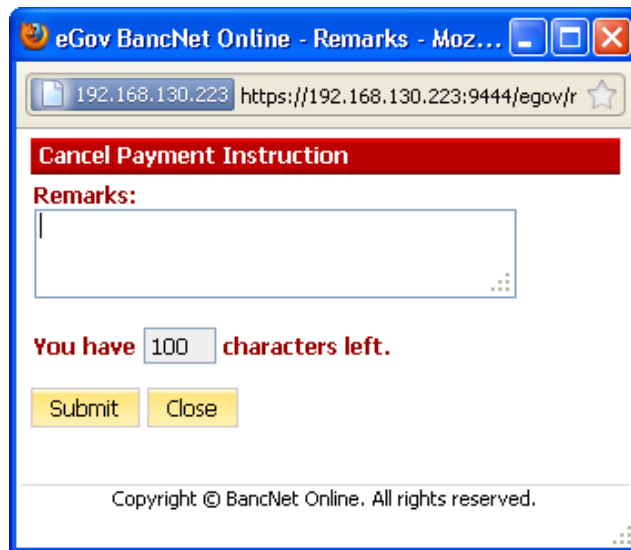 eGov BancNet Online - Remarks - Moz...
192.168.130.223 https://192.168.130.223:9444/egov/r
Cancel Payment Instruction
Remarks:
You have 100 characters left.
Submit Close
Copyright © BancNet Online. All rights reserved.